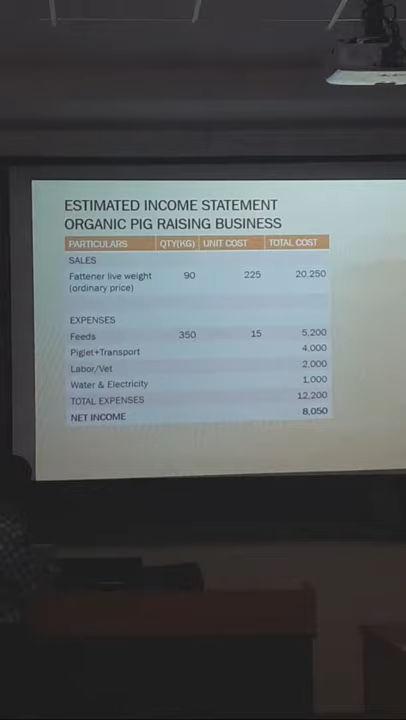 ESTIMATED INCOME STATEMENT
ORGANIC PIG RAISING BUSINESS
PARTICULARS QTY(KG) UNIT COST TOTAL COST
SALES
Fattener live weight 90 225 20,250
(ordinary price)
EXPENSES
Feeds 350 15 5,200
Piglet+Transport 4,000
Labor/Vet 2,000
Water & Electricity 1,000
TOTAL EXPENSES 12,200
NET INCOME 8,050